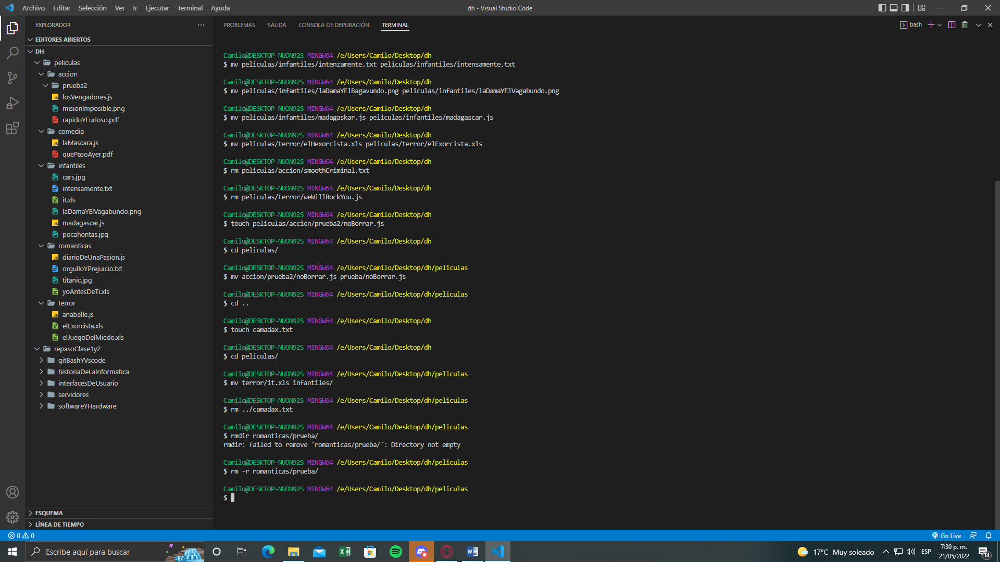 Archivo Editar Selección Ver Ir Ejecutar Terminal Ayuda
dh - Visual Studio Code
EXPLORADOR
EDITORES ABIERTOS
DH
peliculas
accion
prueba2
losVengadores.js
misionImposible.png
rapidoYFurioso.pdf
comedia
laMascara.js
quePasoAyer.pdf
infantiles
cars.jpg
intensamente.txt
it.xls
laDamaYElVagabundo.png
madagascar.js
pocahontas.jpg
romanticas
diarioDeUnaPasion.js
orgulloYPrejuicio.txt
titanic.jpg
yoAntesDeTi.xls
terror
anabelle.js
elExorcista.xls
elJuegoDelMiedo.xls
repasoClase1y2
gitBashYVscode
historiaDeLaInformatica
interfacesDeUsuario
servidores
softwareYHardware
ESQUEMA
LÍNEA DE TIEMPO
PROBLEMAS SALIDA CONSOLA DE DEPURACIÓN TERMINAL
bash
Camilo@DESKTOP-NUON92S MINGW64 /e/Users/Camilo/Desktop/dh
$ mv peliculas/infantiles/intenzamente.txt peliculas/infantiles/intensamente.txt
Camilo@DESKTOP-NUON92S MINGW64 /e/Users/Camilo/Desktop/dh
$ mv peliculas/infantiles/laDamaYElBagavundo.png peliculas/infantiles/laDamaYElVagabundo.png
Camilo@DESKTOP-NUON92S MINGW64 /e/Users/Camilo/Desktop/dh
$ mv peliculas/infantiles/madagaskar.js peliculas/infantiles/madagascar.js
Camilo@DESKTOP-NUON92S MINGW64 /e/Users/Camilo/Desktop/dh
$ mv peliculas/terror/elHexorcista.xls peliculas/terror/elExorcista.xls
Camilo@DESKTOP-NUON92S MINGW64 /e/Users/Camilo/Desktop/dh
$ rm peliculas/accion/smoothCriminal.txt
Camilo@DESKTOP-NUON92S MINGW64 /e/Users/Camilo/Desktop/dh
$ rm peliculas/terror/weWillRockYou.js
Camilo@DESKTOP-NUON92S MINGW64 /e/Users/Camilo/Desktop/dh
$ touch peliculas/accion/prueba2/noBorrar.js
Camilo@DESKTOP-NUON92S MINGW64 /e/Users/Camilo/Desktop/dh
$ cd peliculas/
Camilo@DESKTOP-NUON92S MINGW64 /e/Users/Camilo/Desktop/dh/peliculas
$ mv accion/prueba2/noBorrar.js prueba/noBorrar.js
Camilo@DESKTOP-NUON92S MINGW64 /e/Users/Camilo/Desktop/dh/peliculas
$ cd ..
Camilo@DESKTOP-NUON92S MINGW64 /e/Users/Camilo/Desktop/dh
$ touch camadax.txt
Camilo@DESKTOP-NUON92S MINGW64 /e/Users/Camilo/Desktop/dh
$ cd peliculas/
Camilo@DESKTOP-NUON92S MINGW64 /e/Users/Camilo/Desktop/dh/peliculas
$ mv terror/it.xls infantiles/
Camilo@DESKTOP-NUON92S MINGW64 /e/Users/Camilo/Desktop/dh/peliculas
$ rm ../camadax.txt
Camilo@DESKTOP-NUON92S MINGW64 /e/Users/Camilo/Desktop/dh/peliculas
$ rmdir romanticas/prueba/
rmdir: failed to remove 'romanticas/prueba/': Directory not empty
Camilo@DESKTOP-NUON92S MINGW64 /e/Users/Camilo/Desktop/dh/peliculas
$ rm -r romanticas/prueba/
Camilo@DESKTOP-NUON92S MINGW64 /e/Users/Camilo/Desktop/dh/peliculas
$
0 0
Go Live
Escribe aquí para buscar
17°C Muy soleado
ESP
7:30 p. m.
21/05/2022
14